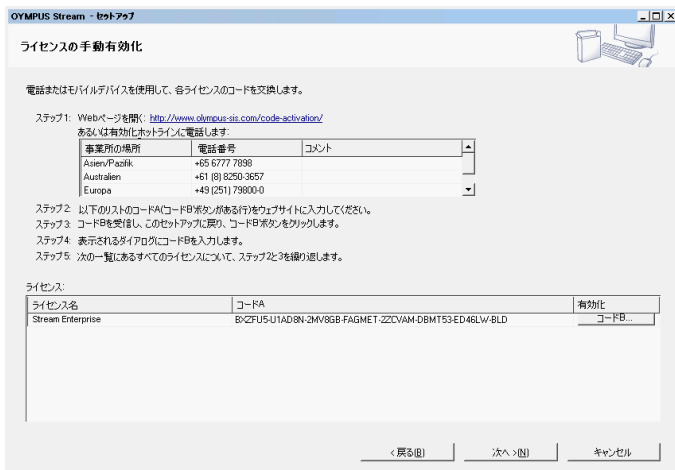 OYMPUS Stream - セットアップ
ライセンスの手動有効化
電話またはモバイルデバイスを使用して、各ライセンスのコードを交換します。
ステップ1: Webページを開く: http://www.olympus-sis.com/code-activation/
あるいは有効化ホットラインに電話します:
事業所の場所 電話番号 コメント
Asien/Pazifik +65 6777 7898
Australien +61 (8) 8250-3657
Europa +49 (251) 79800-0
ステップ2: 以下のリストのコードA(「コードB」ボタンがある行)をウェブサイトに入力してください。
ステップ3: コードBを受信し、このセットアップに戻り、「コードB」ボタンをクリックします。
ステップ4: 表示されるダイアログにコードBを入力します。
ステップ5: 次の一覧にあるすべてのライセンスについて、ステップ2と3を繰り返します。
ライセンス:
ライセンス名 コードA 有効化
Stream Enterprise BXZFU5-U1AD8N-2MV8GB-FAGMET-2ZCVAM-DBMT53-ED46LW-BLD コードB...
< 戻る(B) 次へ >(N) キャンセル